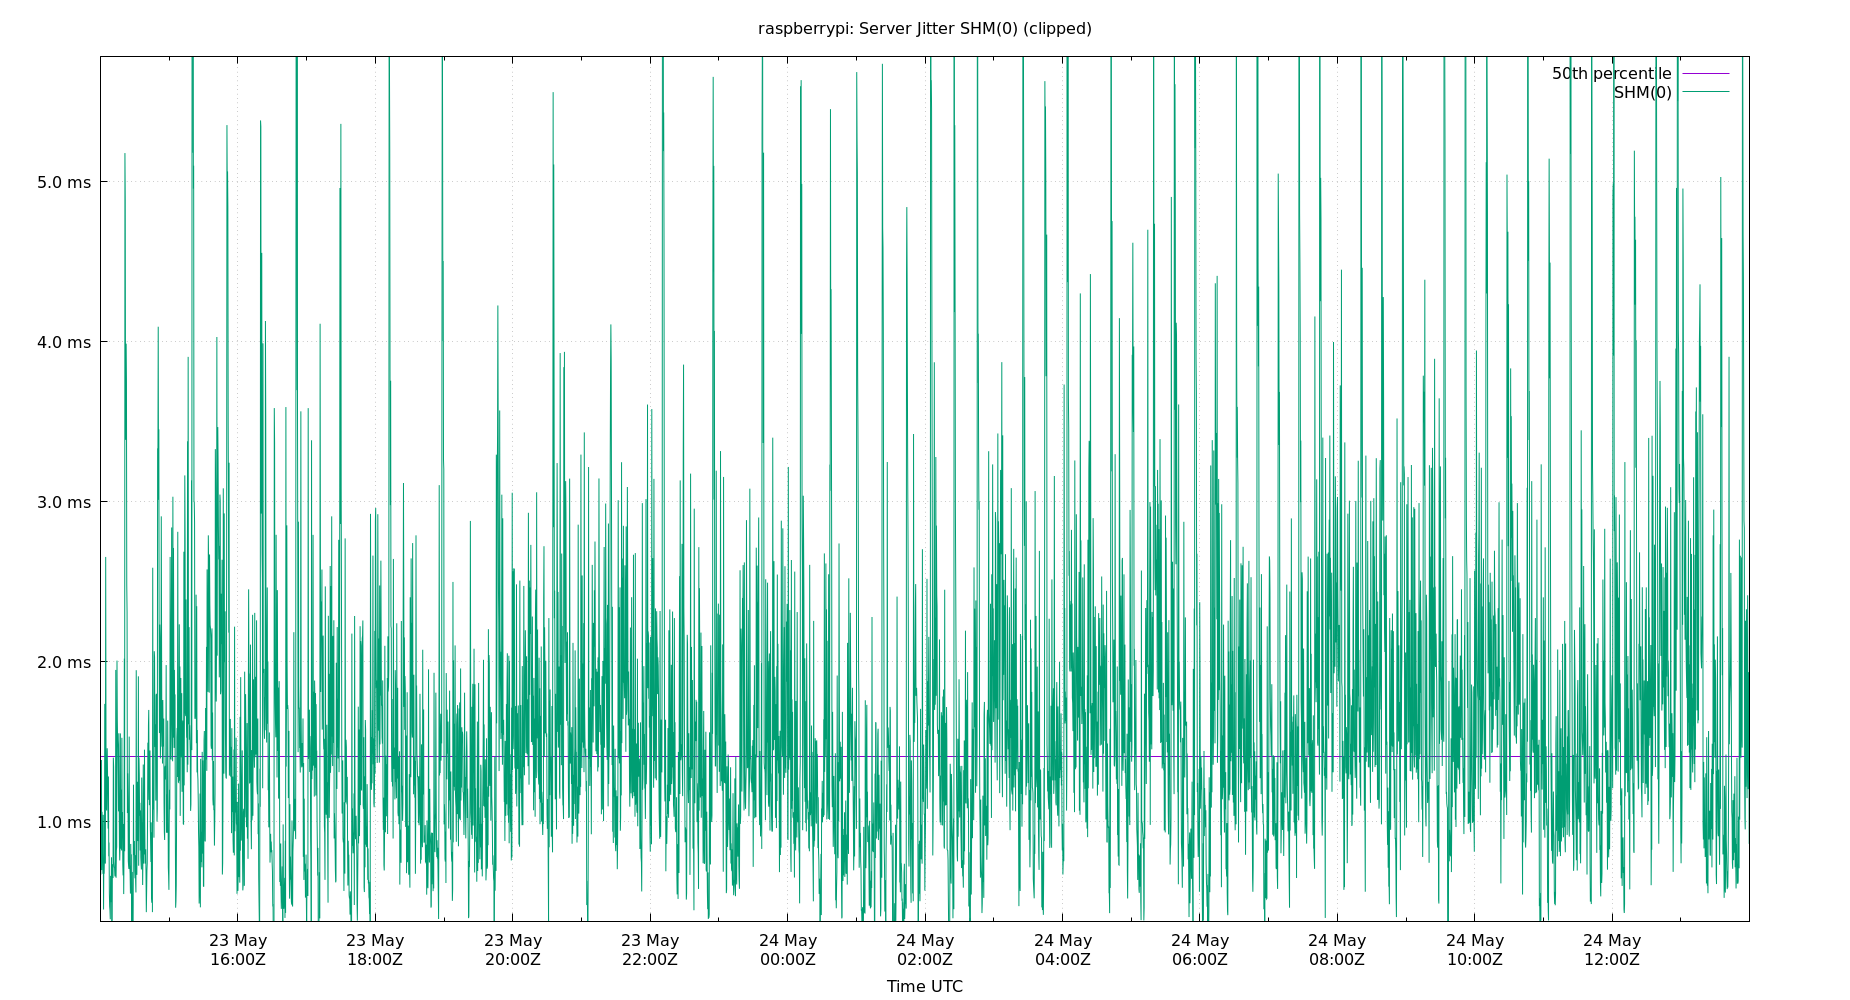 raspberrypi: Server Jitter SHM(0) (clipped)
50th percentile
SHM(0)
5.0 ms
4.0 ms
3.0 ms
2.0 ms
1.0 ms
23 May 23 May 23 May 23 May 24 May 24 May 24 May 24 May 24 May 24 May 24 May
16:00Z 18:00Z 20:00Z 22:00Z 00:00Z 02:00Z 04:00Z 06:00Z 08:00Z 10:00Z 12:00Z
Time UTC